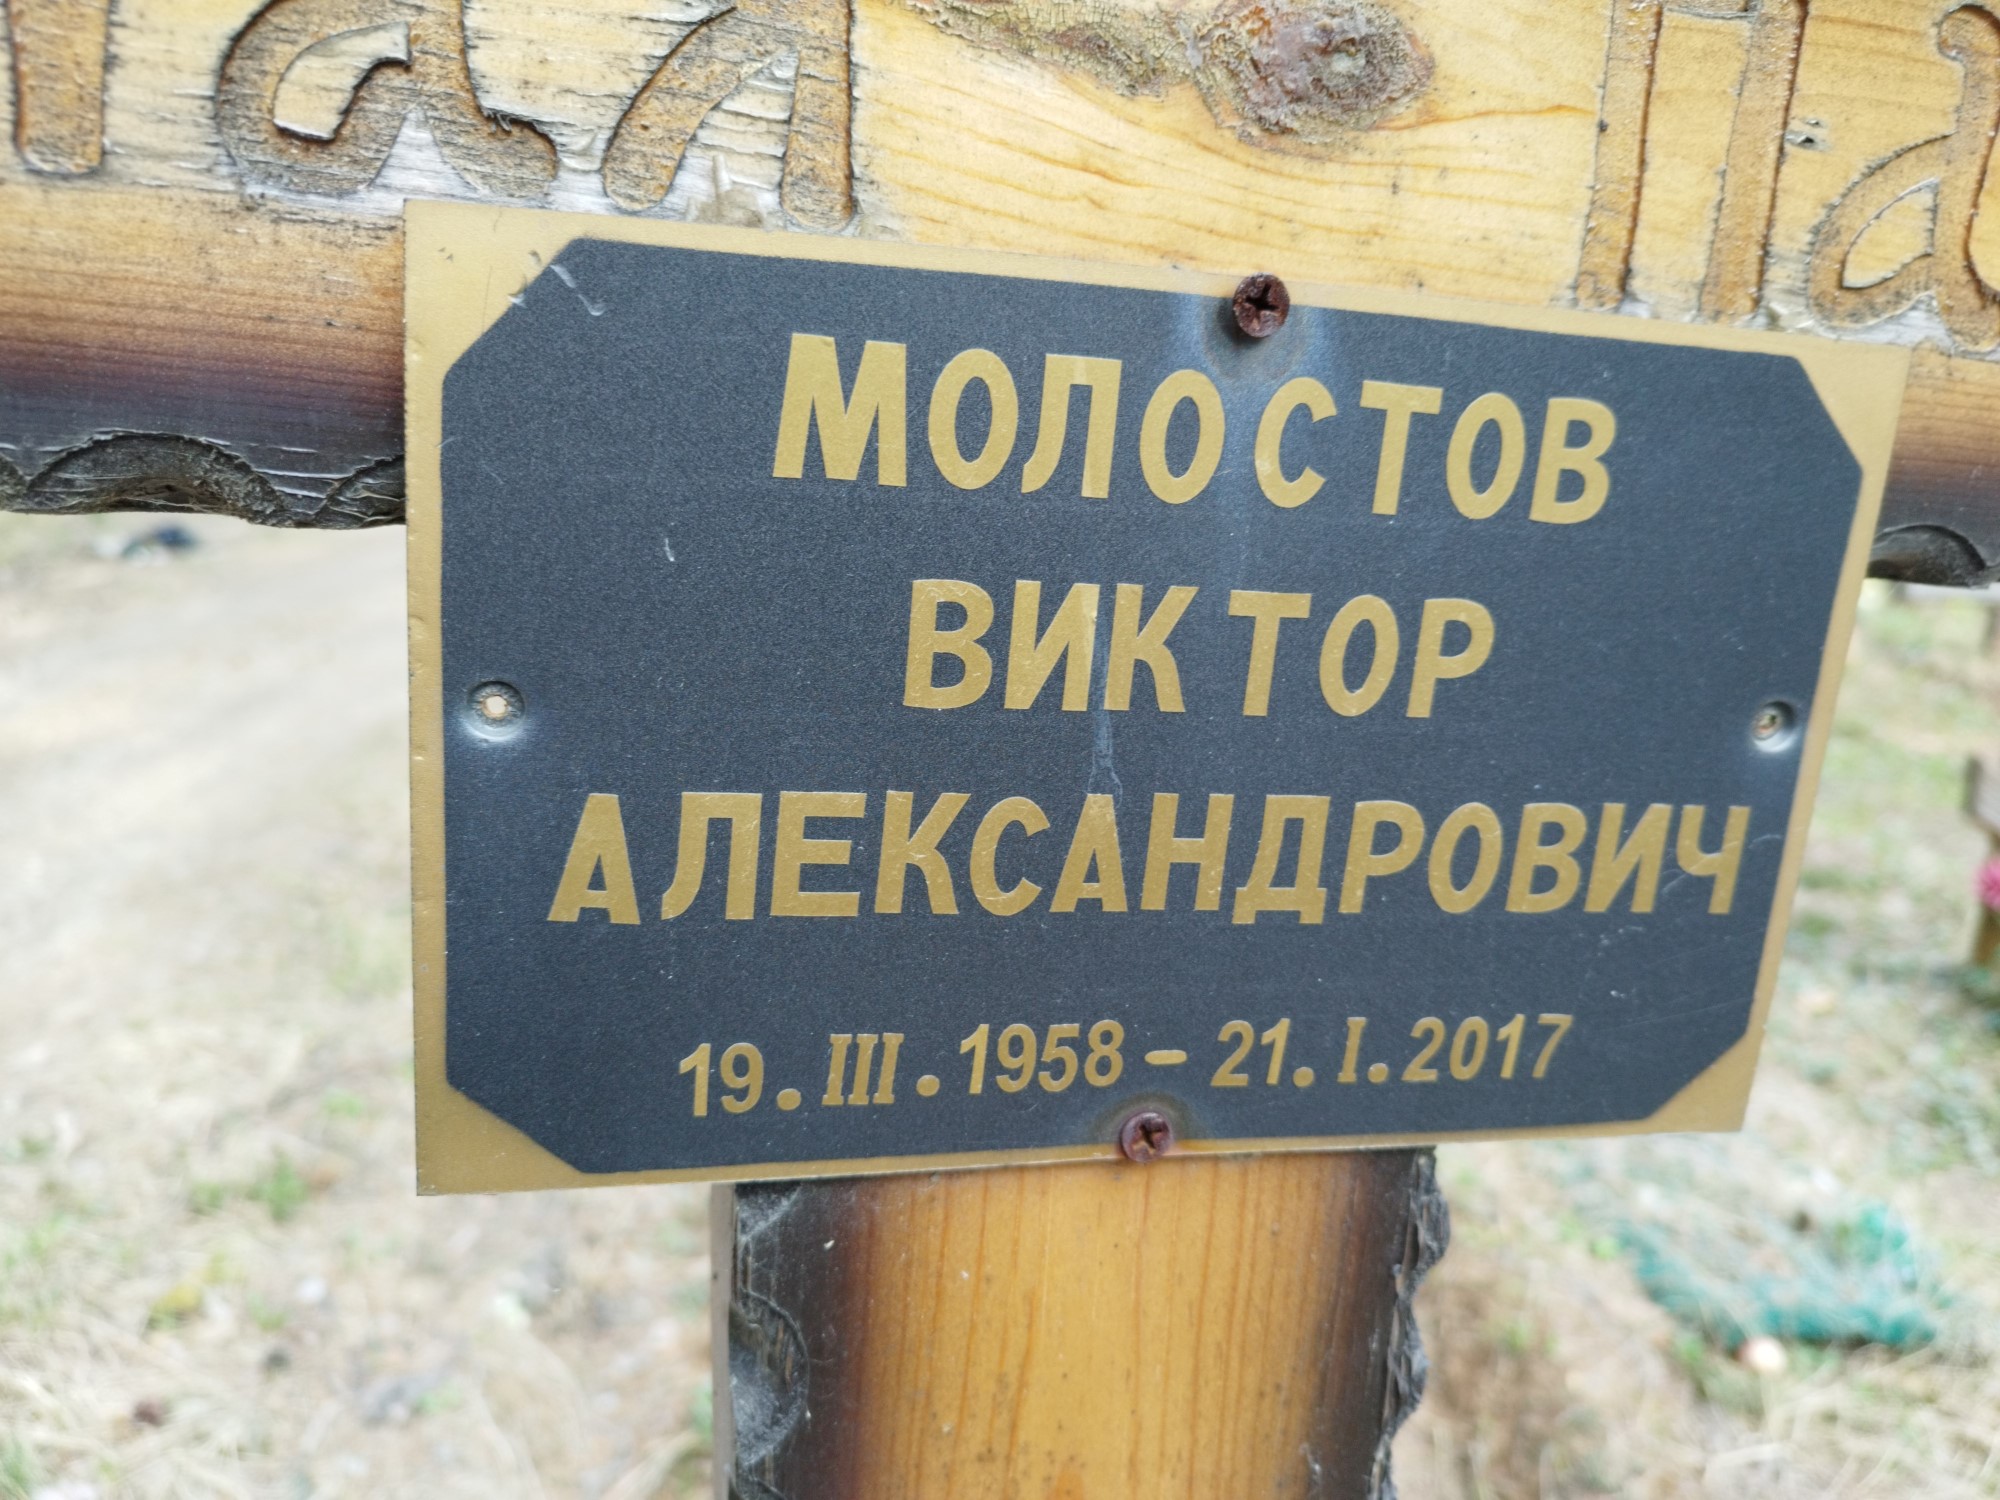 МОЛОСТОВ
ВИКТОР
АЛЕКСАНДРОВИЧ
19.III.1958-21.I.2017